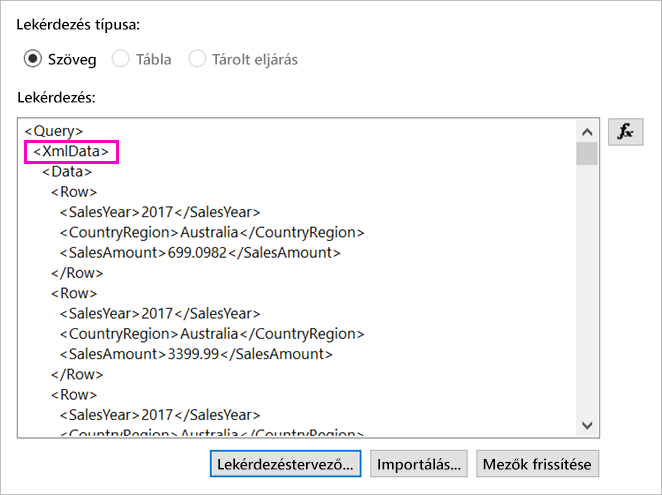 Lekérdezés típusa:
Szöveg Tábla Tárolt eljárás
Lekérdezés:
<Query>
<XmlData>
<Data>
<Row>
<SalesYear>2017</SalesYear>
<CountryRegion>Australia</CountryRegion>
<SalesAmount>699.0982</SalesAmount>
</Row>
<Row>
<SalesYear>2017</SalesYear>
<CountryRegion>Australia</CountryRegion>
<SalesAmount>3399.99</SalesAmount>
</Row>
<Row>
<SalesYear>2017</SalesYear>
<CountryRegion>Australia</CountryRegion>
fx
Lekérdezéstervező... Importálás... Mezők frissítése